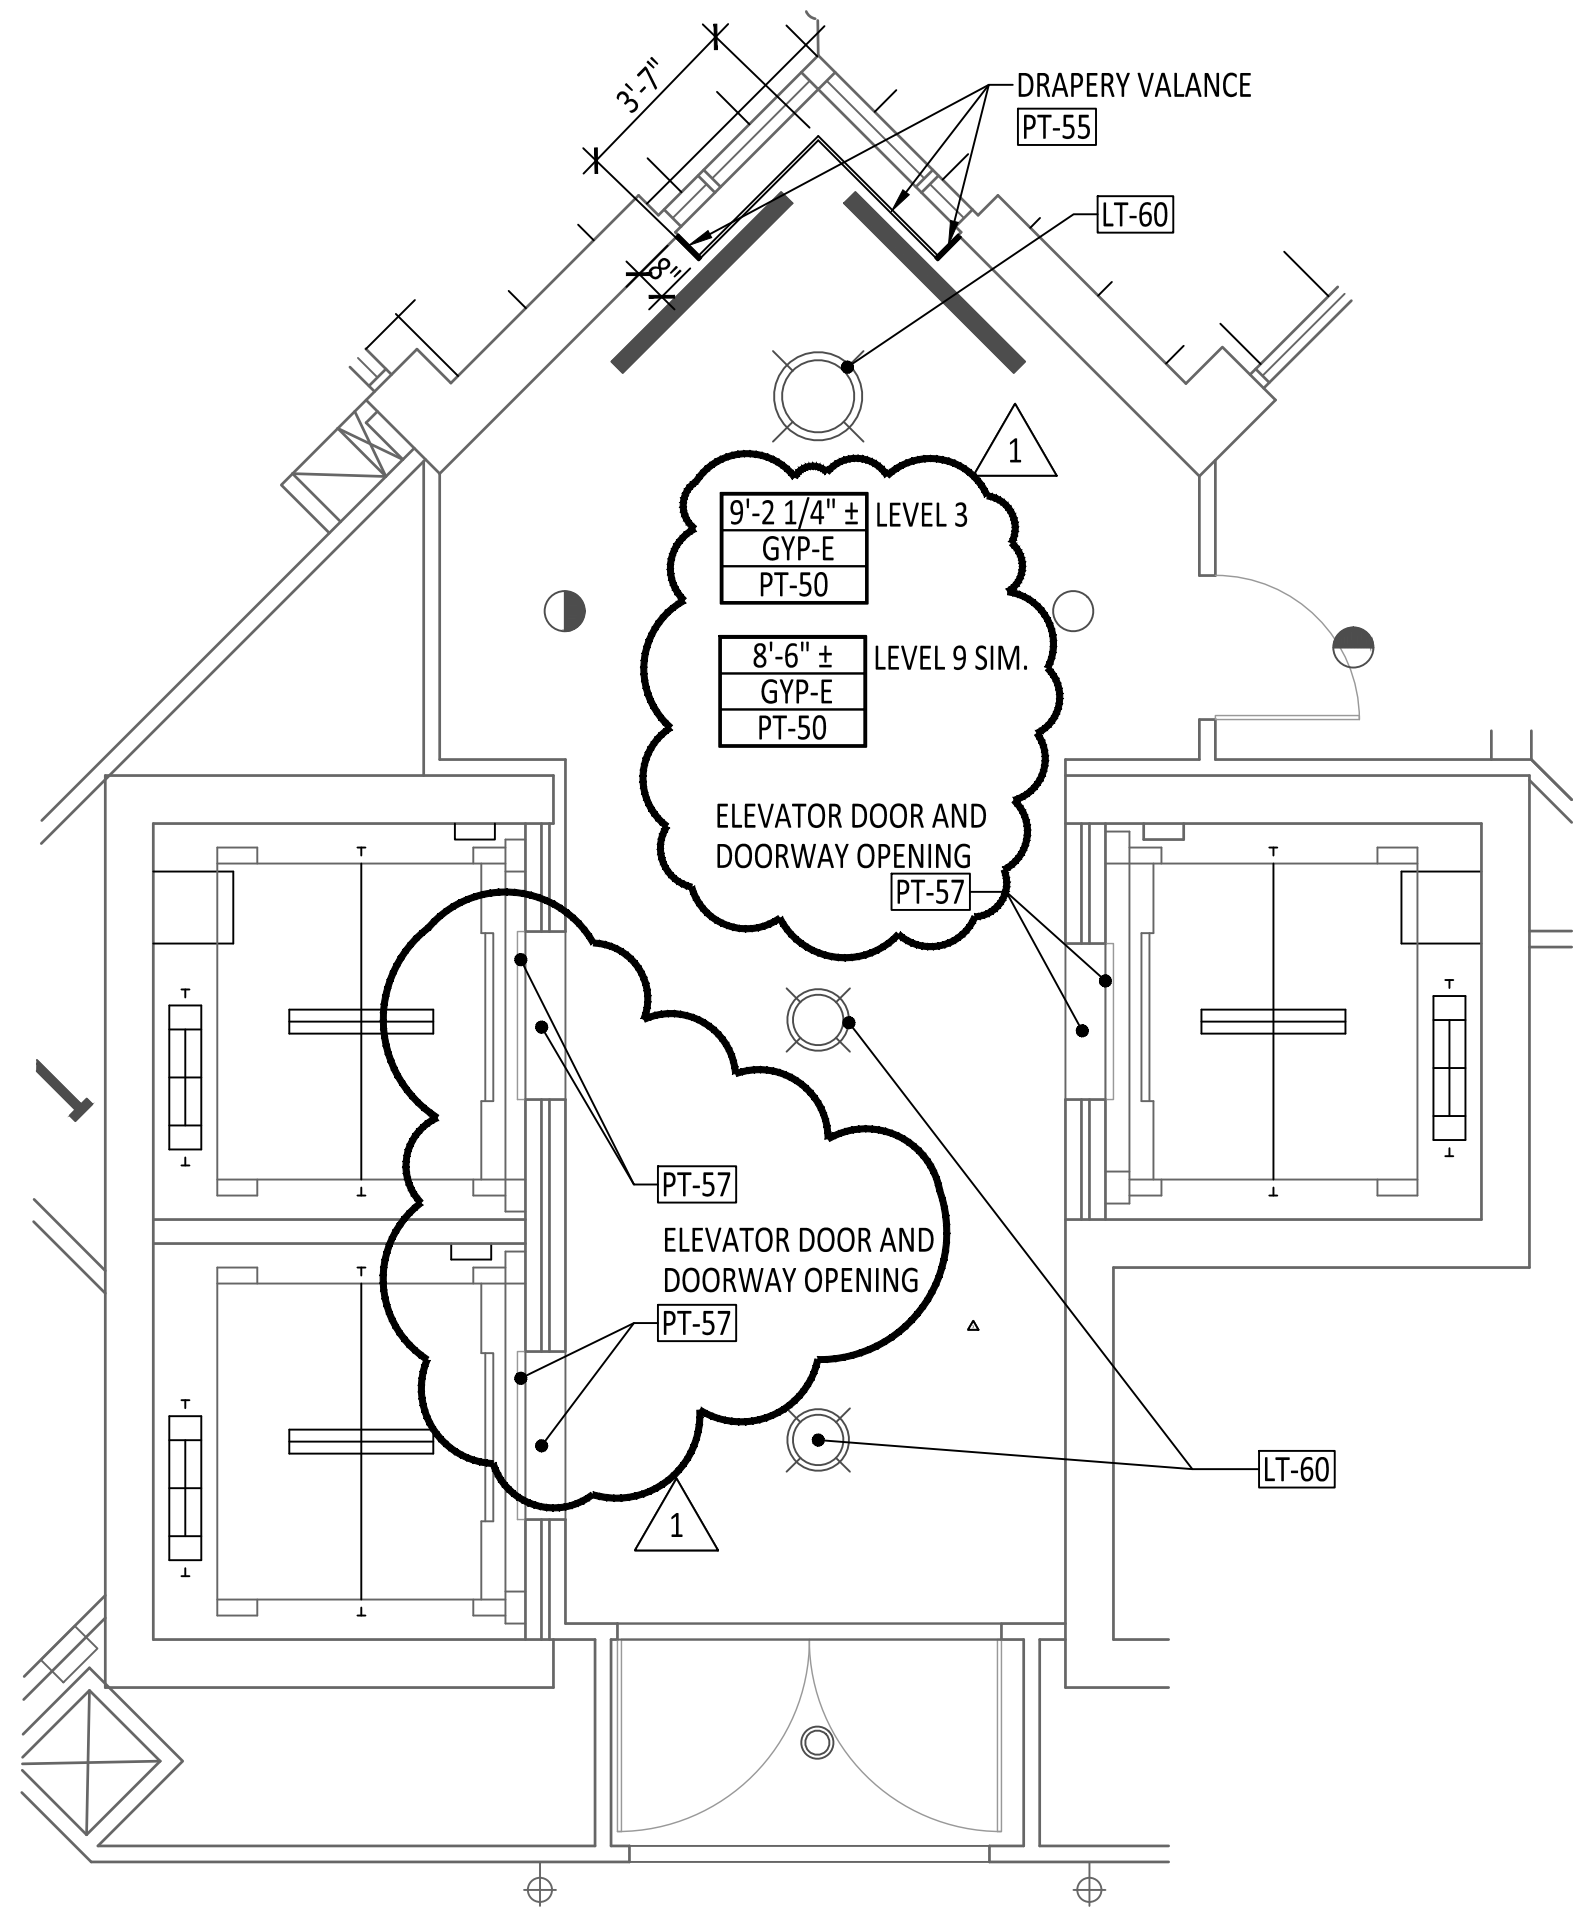 3'-7"
DRAPERY VALANCE
PT-55
LT-60
8"
1
9'-2 1/4" ± LEVEL 3
GYP-E
PT-50
8'-6" ± LEVEL 9 SIM.
GYP-E
PT-50
ELEVATOR DOOR AND
DOORWAY OPENING
PT-57
PT-57
ELEVATOR DOOR AND
DOORWAY OPENING
PT-57
LT-60
1